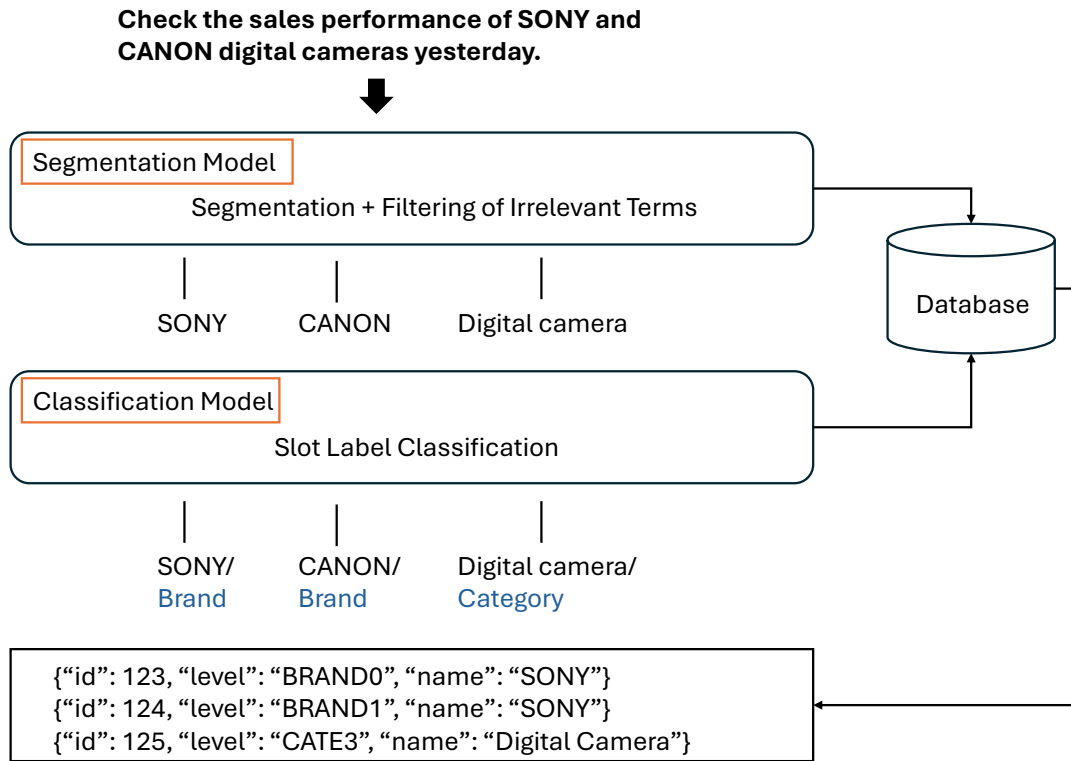 Check the sales performance of SONY and
CANON digital cameras yesterday.
Segmentation Model
Segmentation + Filtering of Irrelevant Terms
SONY CANON Digital camera
Database
Classification Model
Slot Label Classification
SONY/ CANON/ Digital camera/
Brand Brand Category
{“id”: 123, “level”: “BRAND0”, “name”: “SONY”}
{“id”: 124, “level”: “BRAND1”, “name”: “SONY”}
{“id”: 125, “level”: “CATE3”, “name”: “Digital Camera”}